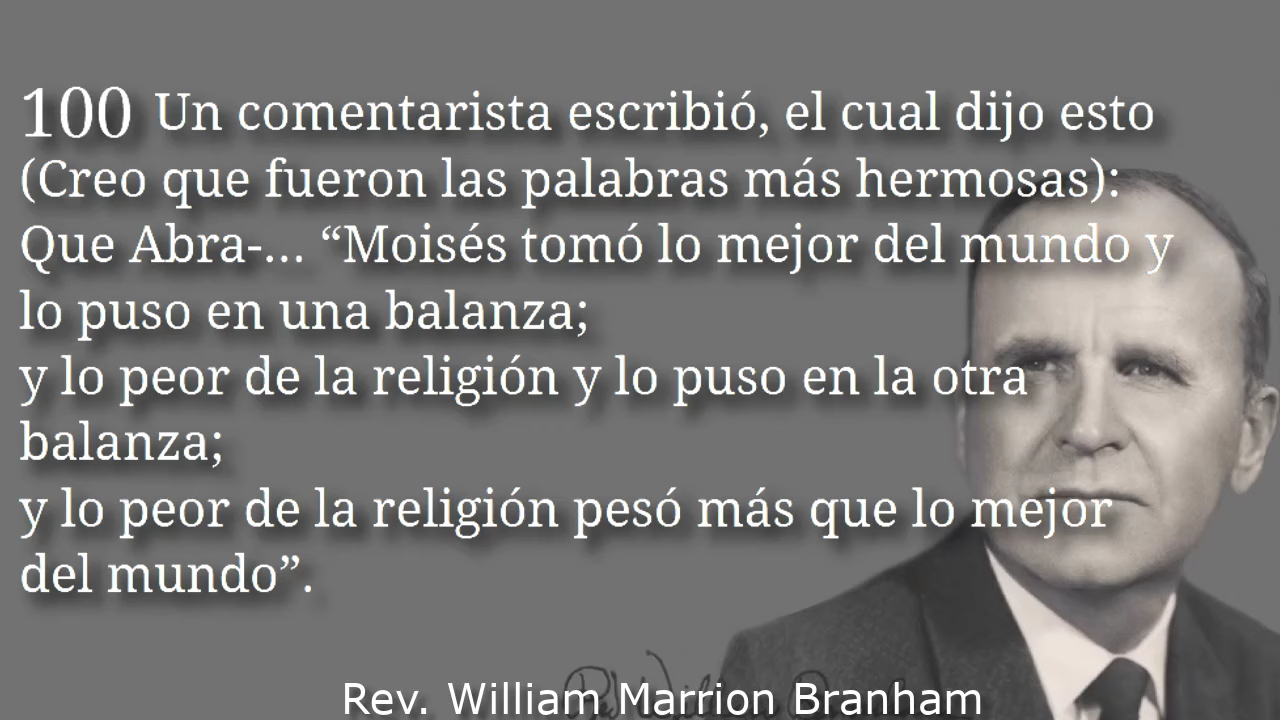 100 Un comentarista escribió, el cual dijo esto
(Creo que fueron las palabras más hermosas):
Que Abra-... “Moisés tomó lo mejor del mundo y
lo puso en una balanza;
y lo peor de la religión y lo puso en la otra
balanza;
y lo peor de la religión pesó más que lo mejor
del mundo”.
Rev. William Marrion Branham